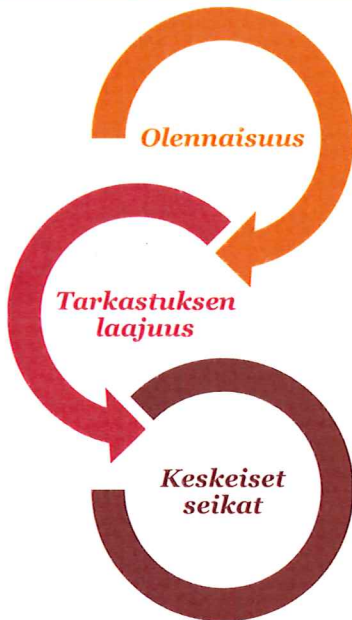 Olennaisuus
Tarkastuksen
laajuus
Keskeiset
seikat